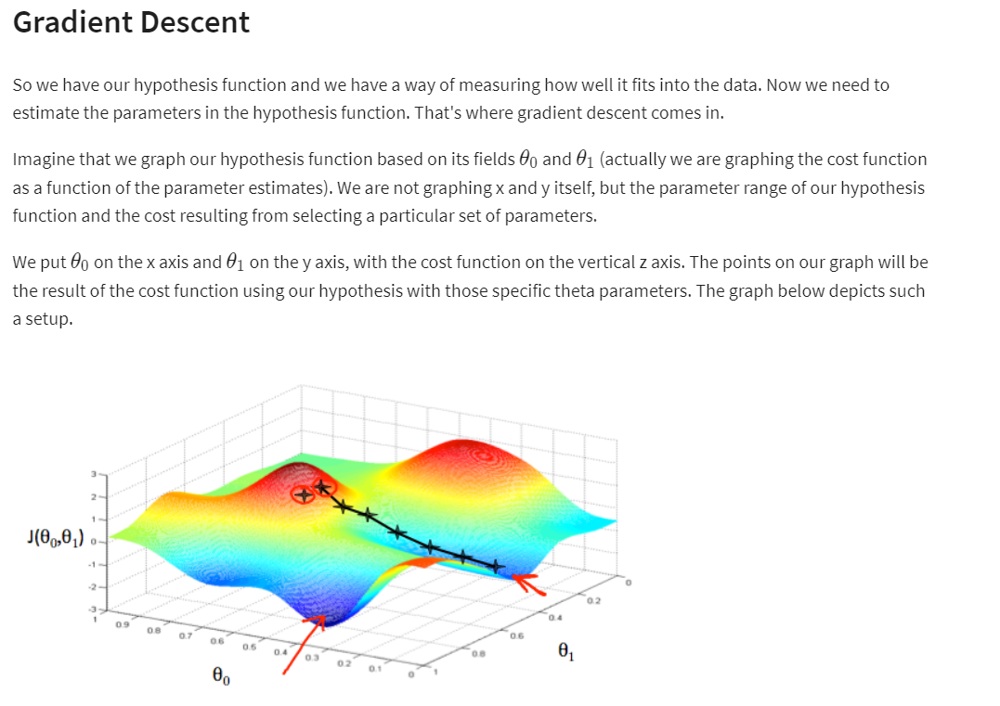 Gradient Descent
So we have our hypothesis function and we have a way of measuring how well it fits into the data. Now we need to
estimate the parameters in the hypothesis function. That's where gradient descent comes in.
Imagine that we graph our hypothesis function based on its fields θ₀ and θ₁ (actually we are graphing the cost function
as a function of the parameter estimates). We are not graphing x and y itself, but the parameter range of our hypothesis
function and the cost resulting from selecting a particular set of parameters.
We put θ₀ on the x axis and θ₁ on the y axis, with the cost function on the vertical z axis. The points on our graph will be
the result of the cost function using our hypothesis with those specific theta parameters. The graph below depicts such
a setup.
3
2
1
J(θ₀,θ₁) 0
-1
-2
-3
1 0.9 0.8 0.7 0.6 0.5 0.4 0.3 0.2 0.1 0
θ₀
1 0.8 0.6 0.4 0.2 0
θ₁